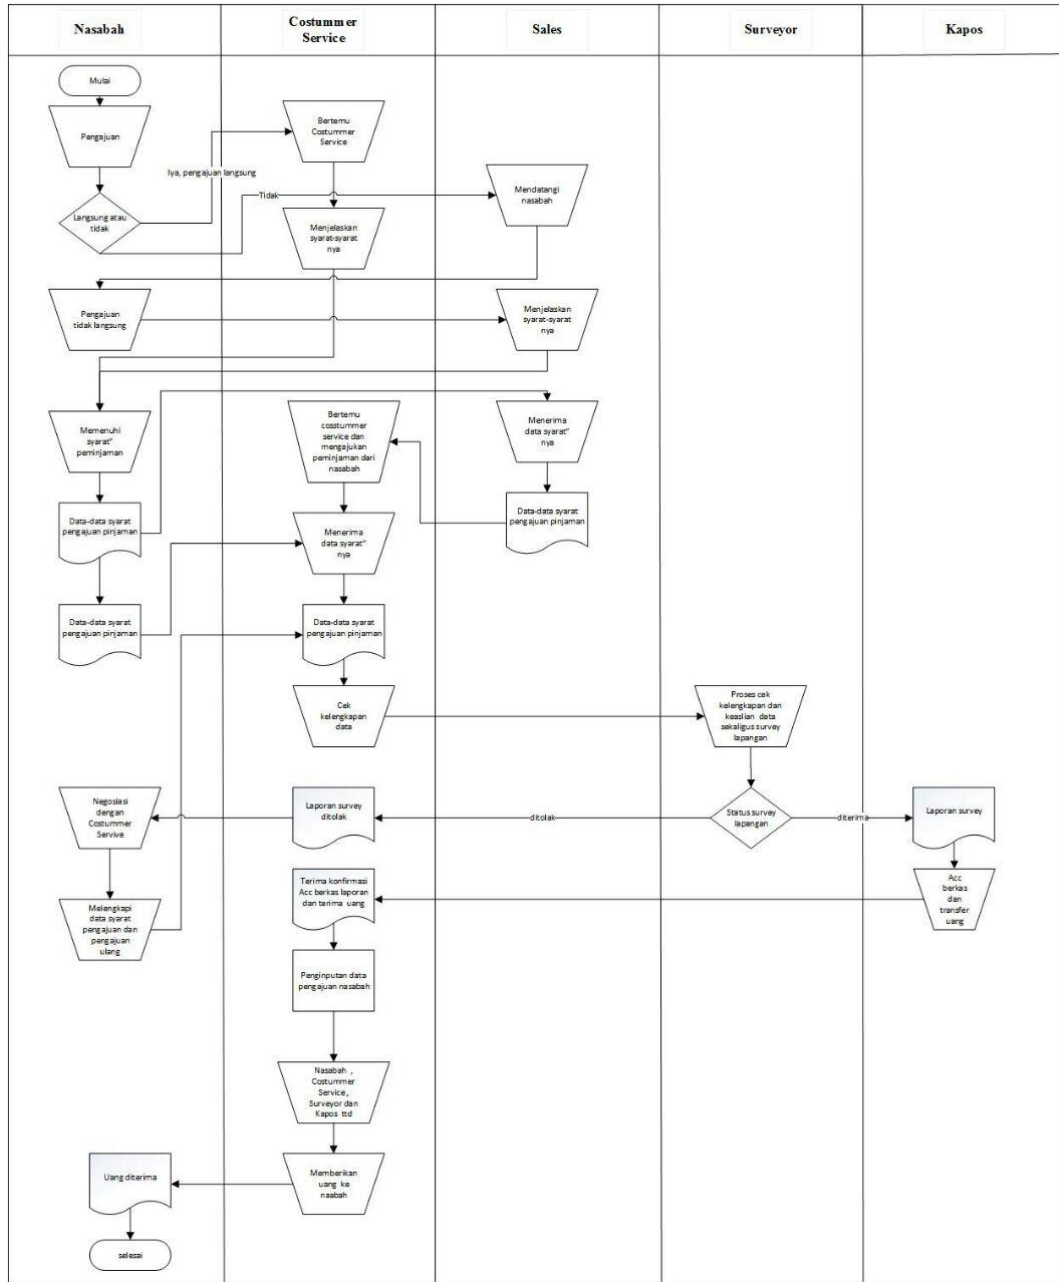 Nasabah
Costummer
Service
Sales
Surveyor
Kapos
Mulai
Pengajuan
Bertemu
Costummer
Service
Iya, pengajuan langsung
Langsung atau
tidak
Tidak
Mendatangi
nasabah
Menjelaskan
syarat-syarat
nya
Pengajuan
tidak langsung
Menjelaskan
syarat-syarat
nya
Memenuhi
syarat"
peminjaman
Bertemu
cosstummer
service dan
mengajukan
peminjaman dari
nasabah
Menerima
data syarat"
nya
Data-data syarat
pengajuan pinjaman
Data-data syarat
pengajuan pinjaman
Menerima
data syarat"
nya
Data-data syarat
pengajuan pinjaman
Data-data syarat
pengajuan pinjaman
Cek
kelengkapan
data
Proses cek
kelengkapan dan
keaslian data
sekaligus survey
lapangan
Negosiasi
dengan
Costummer
Servive
Laporan survey
ditolak
ditolak
Status survey
lapangan
diterima
Laporan survey
Melengkapi
data syarat
pengajuan dan
pengajuan
ulang
Terima konfirmasi
Acc berkas laporan
dan terima uang
Acc
berkas
dan
transfer
uang
Penginputan data
pengajuan nasabah
Nasabah ,
Costummer
Service ,
Surveyor dan
Kapos ttd
Uang diterima
Memberikan
uang ke
naabah
selesai